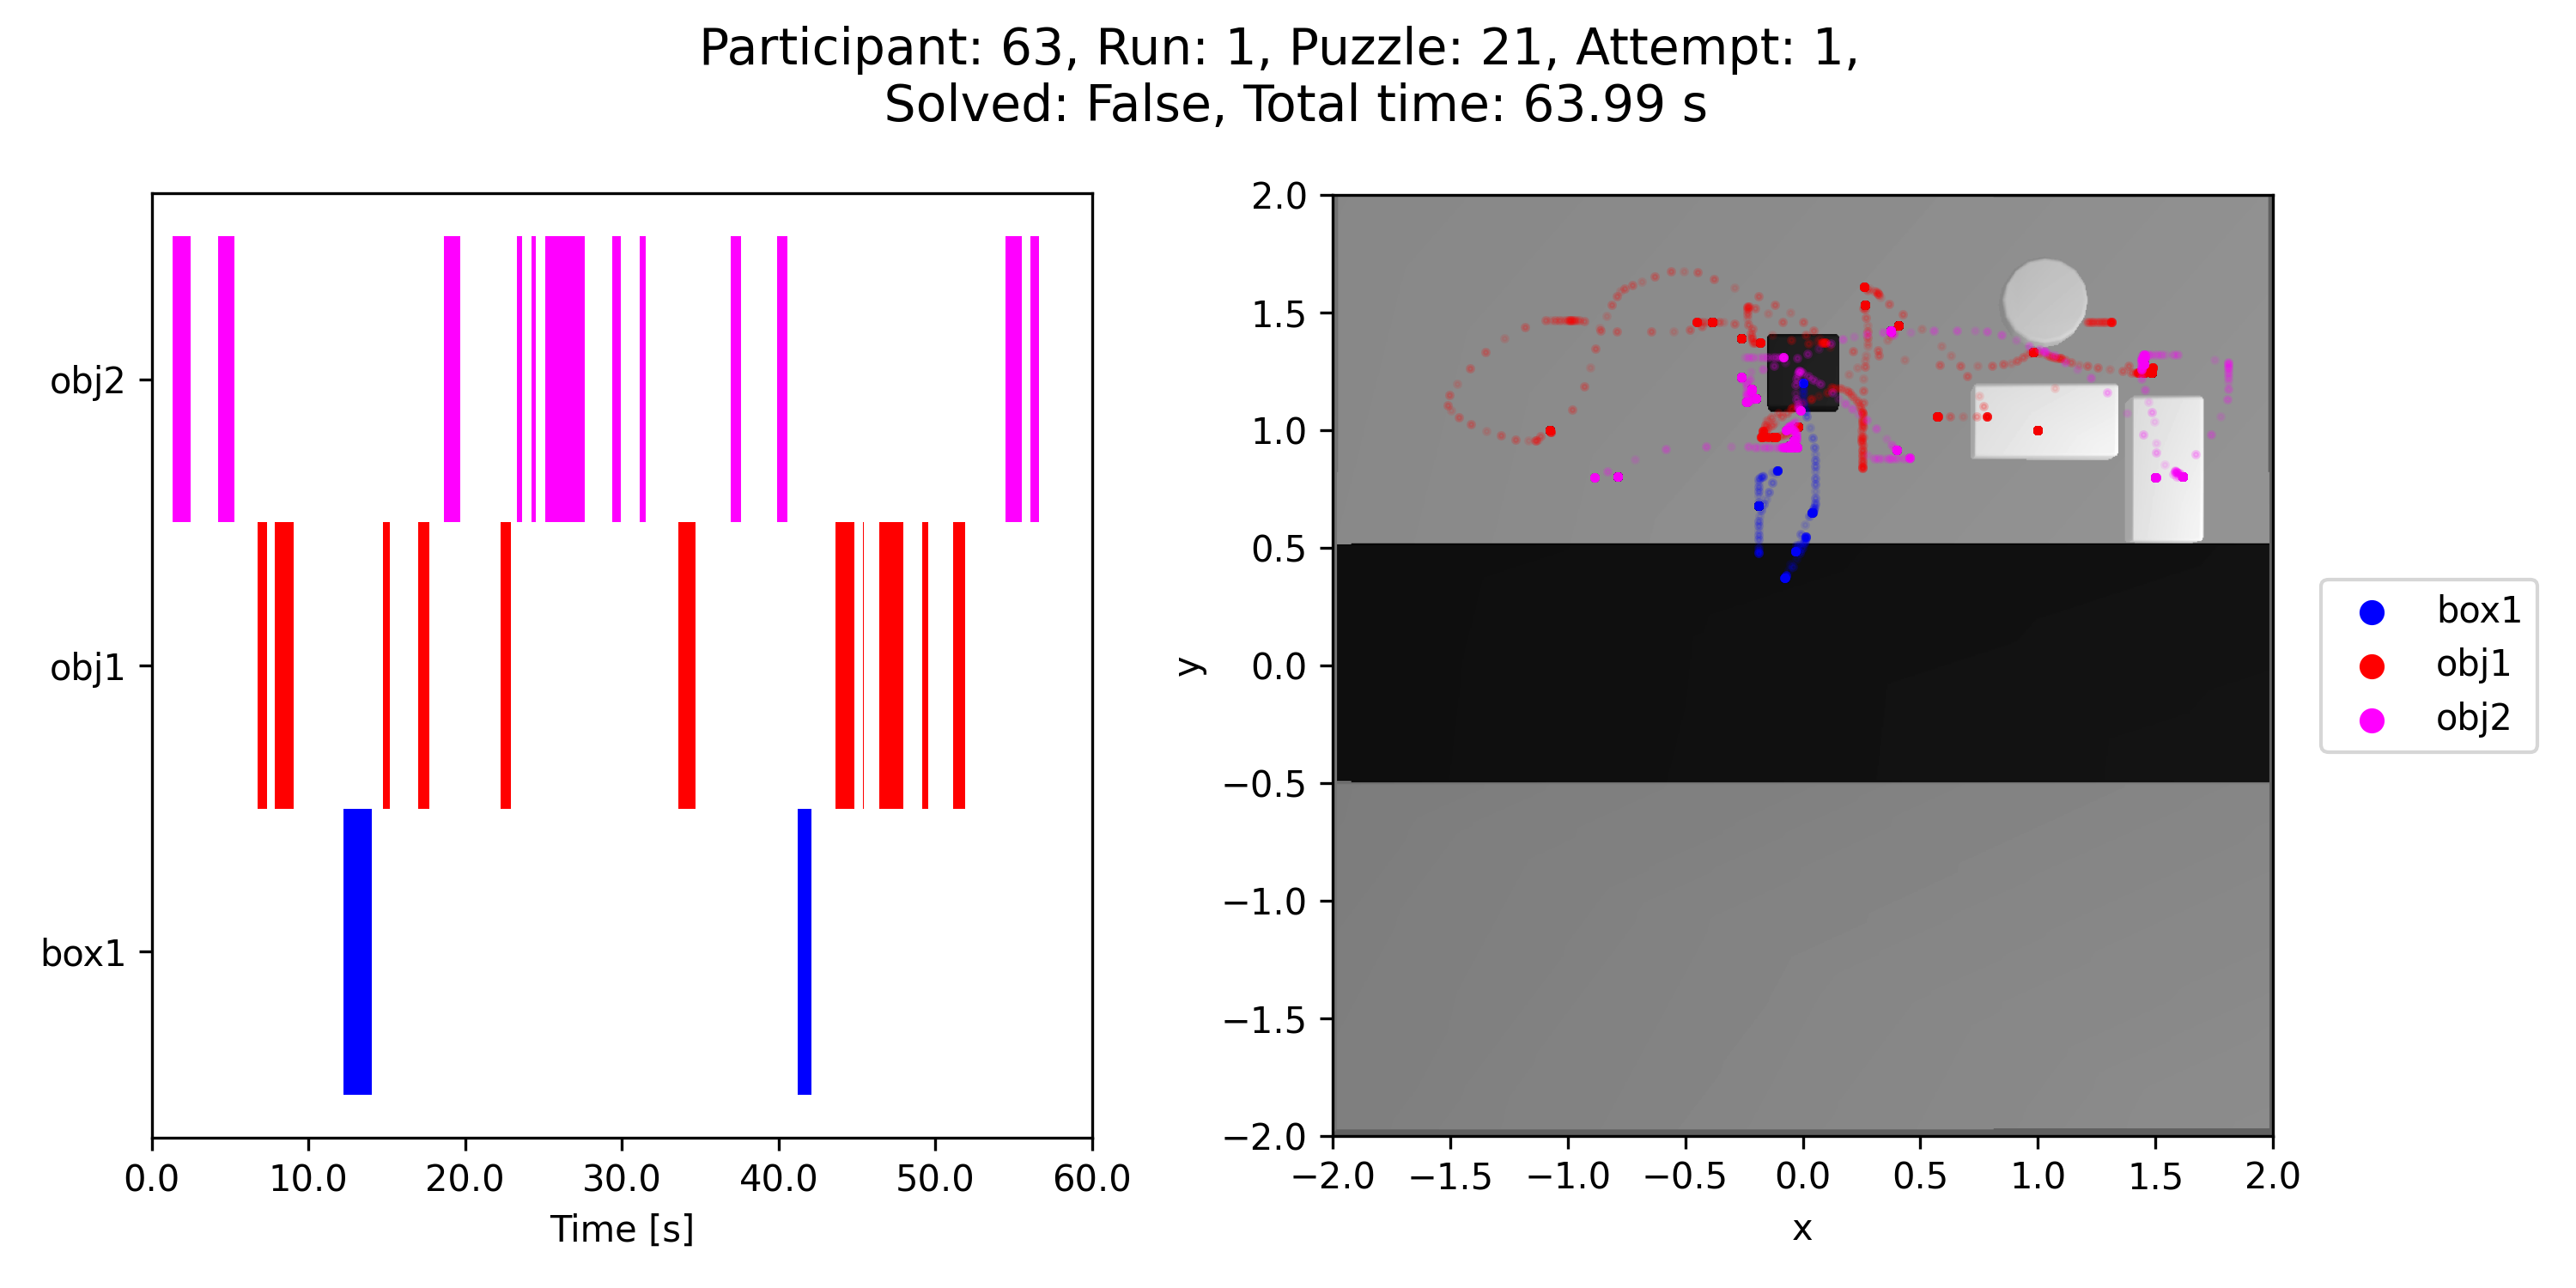 Participant: 63, Run: 1, Puzzle: 21, Attempt: 1,
Solved: False, Total time: 63.99 s
obj2
obj1
box1
0.0 10.0 20.0 30.0 40.0 50.0 60.0
Time [s]
2.0
1.5
1.0
0.5
0.0
−0.5
−1.0
−1.5
−2.0
y
−2.0 −1.5 −1.0 −0.5 0.0 0.5 1.0 1.5 2.0
x
box1
obj1
obj2